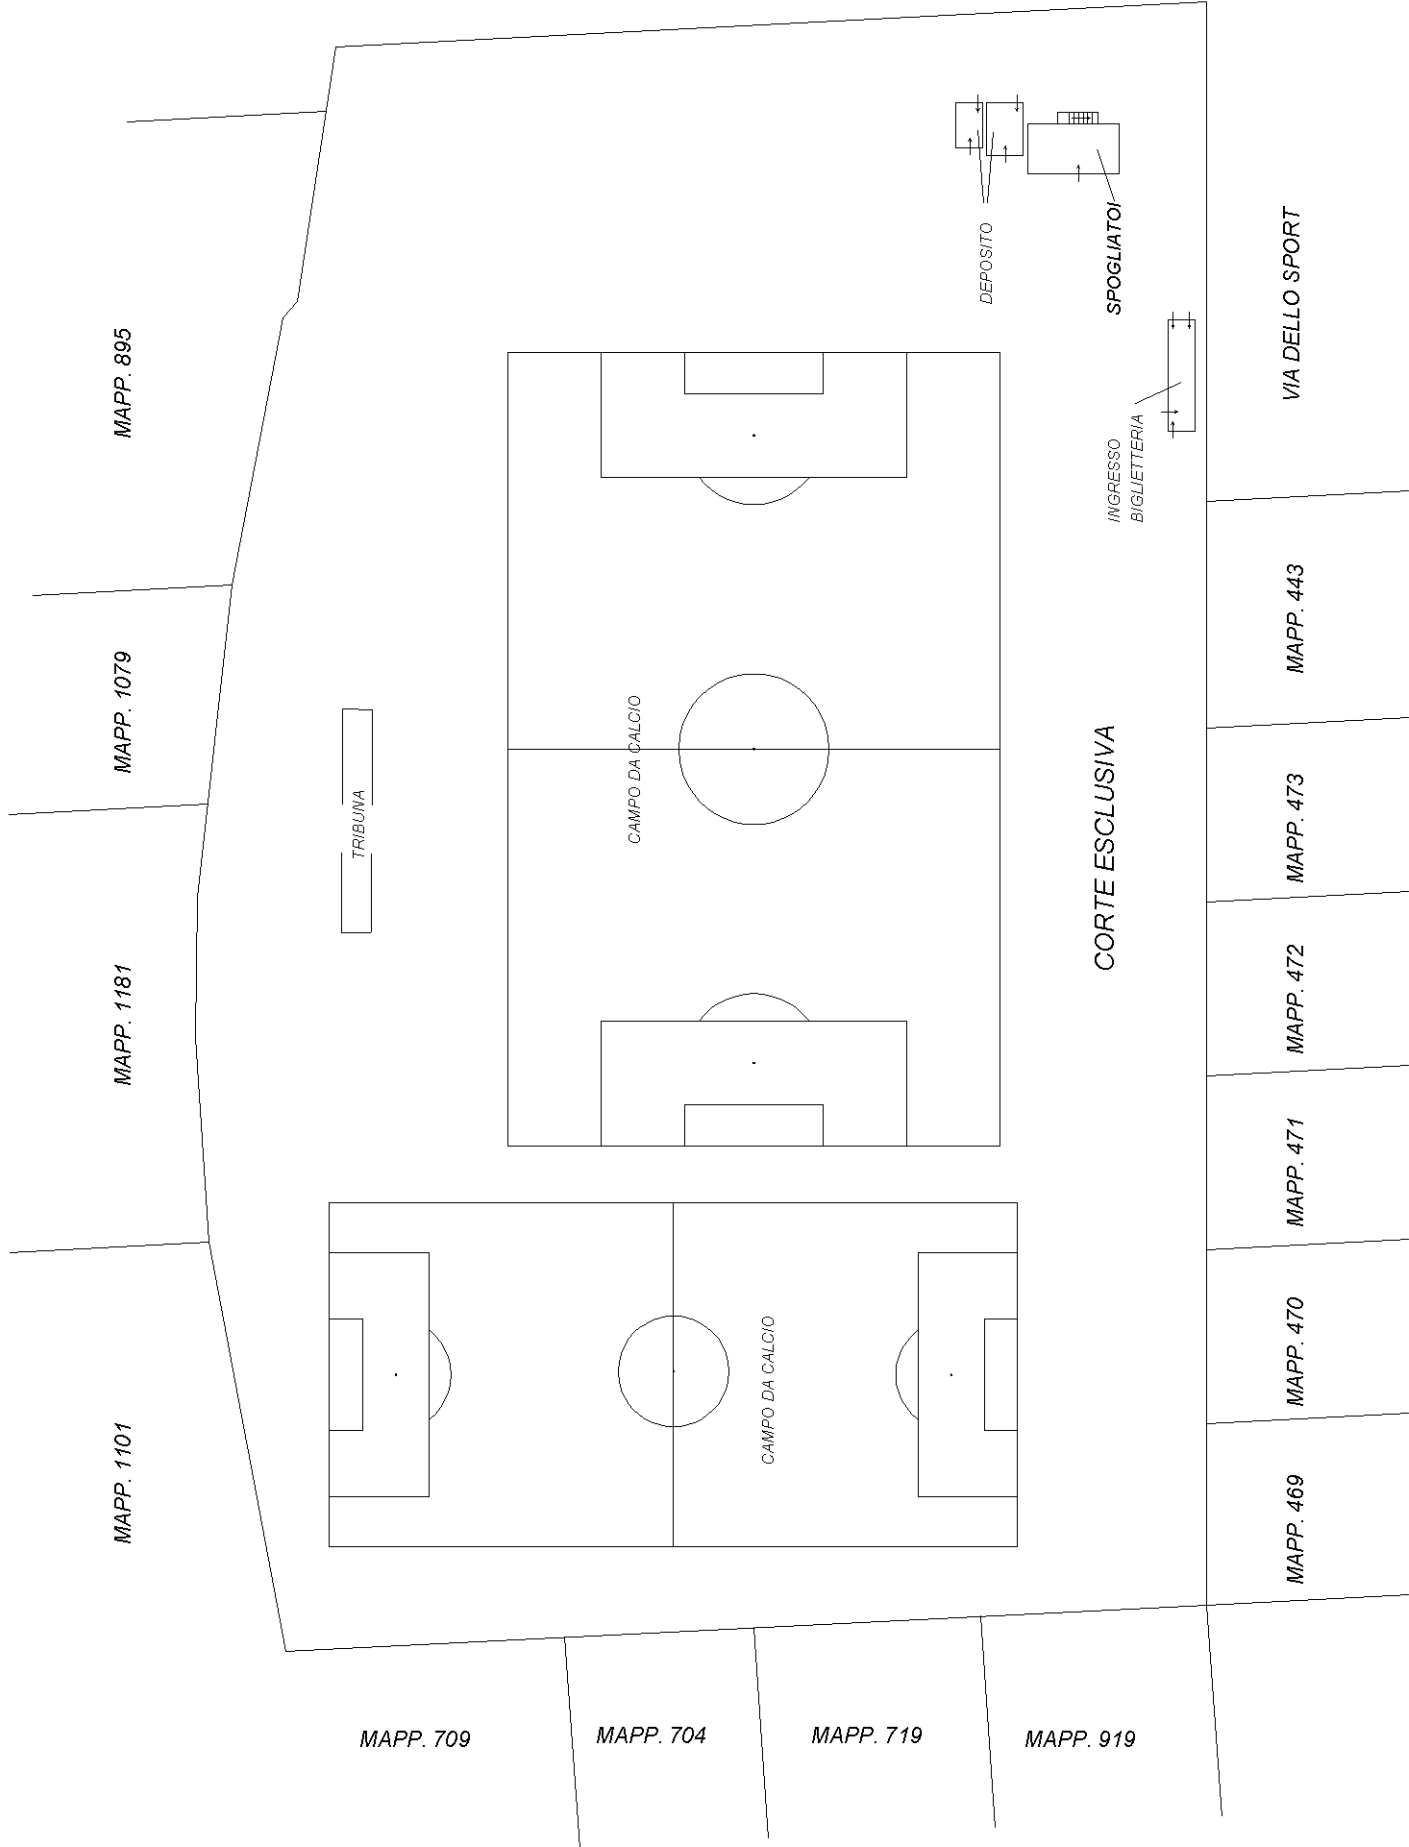 MAPP. 895
MAPP. 1079
MAPP. 1181
MAPP. 1101
TRIBUNA
CAMPO DA CALCIO
CAMPO DA CALCIO
DEPOSITO
SPOGLIATOI
INGRESSO
BIGLIETTERIA
CORTE ESCLUSIVA
VIA DELLO SPORT
MAPP. 443
MAPP. 473
MAPP. 472
MAPP. 471
MAPP. 470
MAPP. 469
MAPP. 709
MAPP. 704
MAPP. 719
MAPP. 919